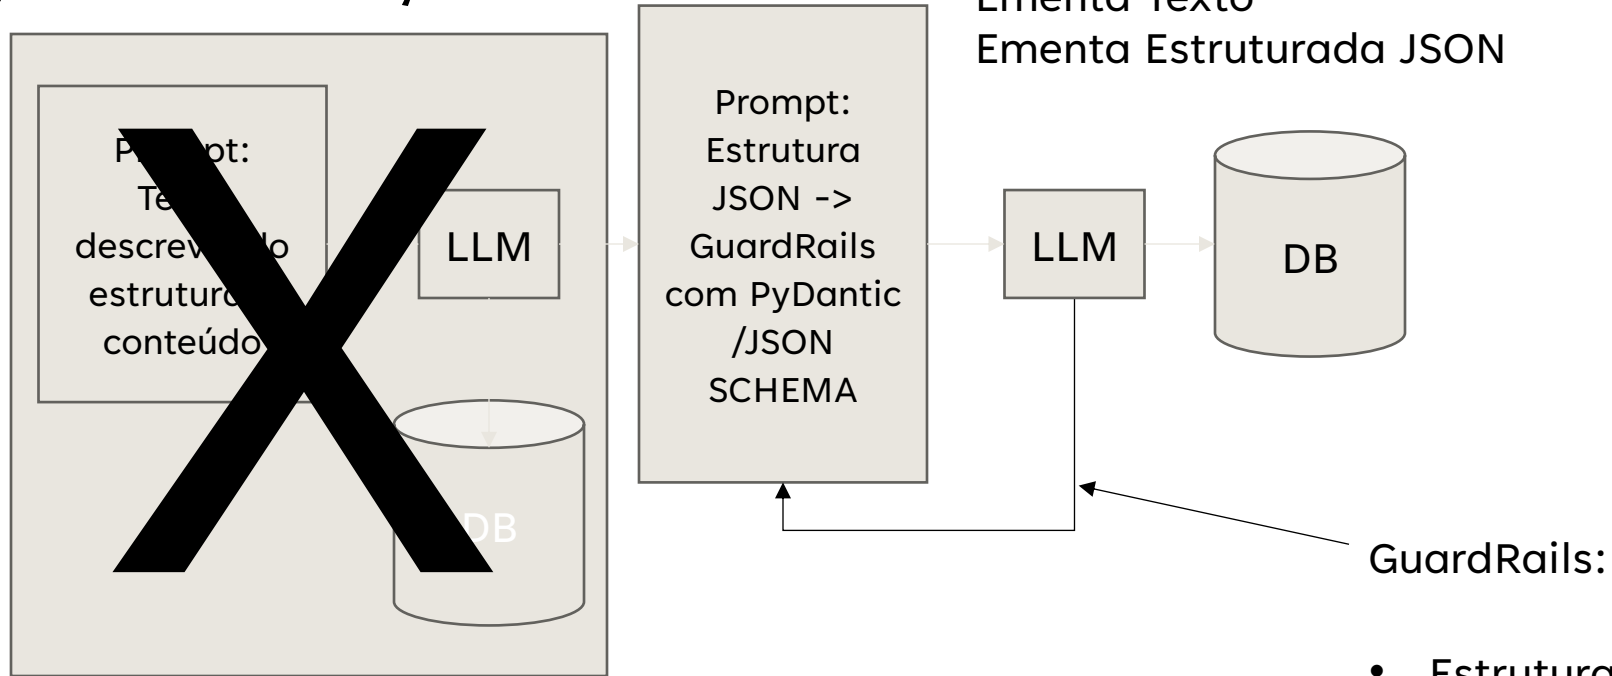 Ementa Texto
Ementa Estruturada JSON
conteúdo
LLM
DB
Prompt:
Estrutura
JSON ->
GuardRails
com PyDantic
/JSON
SCHEMA
LLM
DB
GuardRails:
• Estrutura